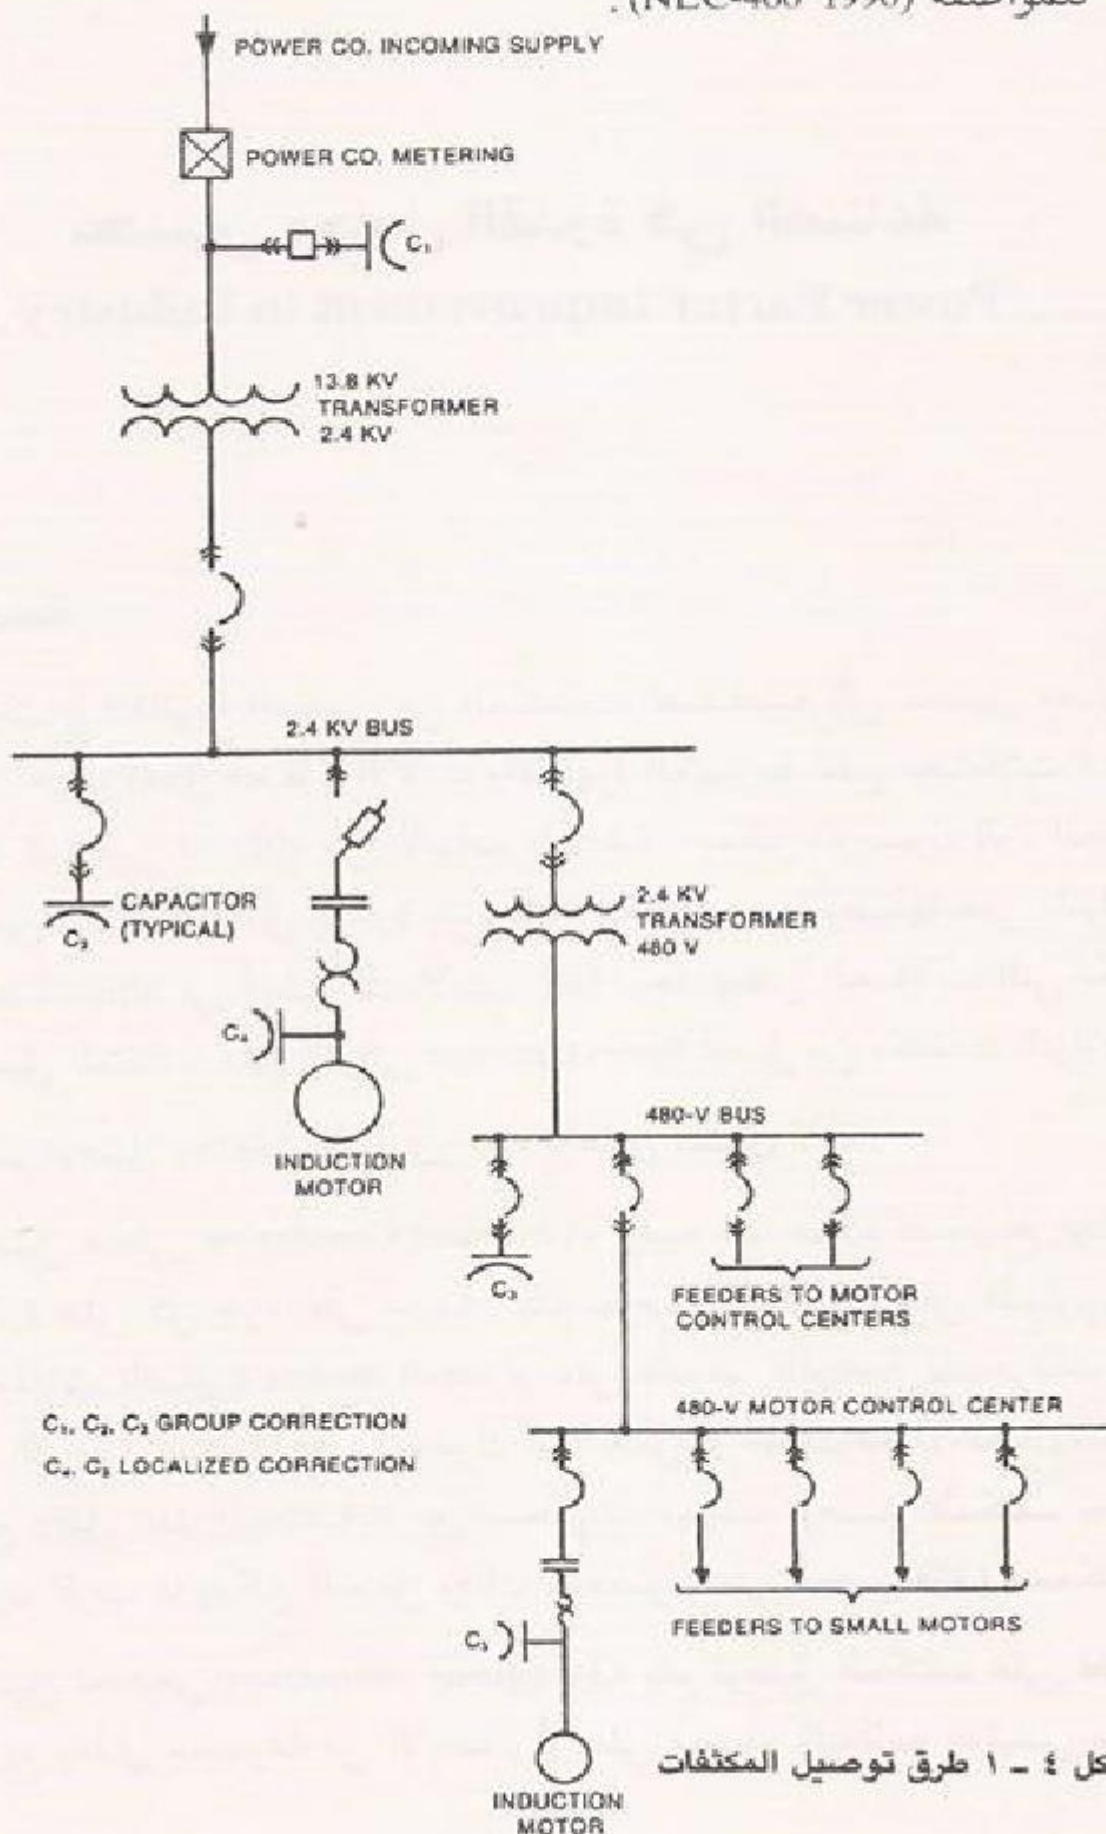 (NEC-460 1990).
POWER CO. INCOMING SUPPLY
POWER CO. METERING
C₁
13.8 KV
TRANSFORMER
2.4 KV
2.4 KV BUS
CAPACITOR
(TYPICAL)
C₂
2.4 KV
TRANSFORMER
480 V
C₄
INDUCTION
MOTOR
480-V BUS
C₃
FEEDERS TO MOTOR
CONTROL CENTERS
480-V MOTOR CONTROL CENTER
C₁, C₂, C₃ GROUP CORRECTION
C₄, C₅ LOCALIZED CORRECTION
C₅
FEEDERS TO SMALL MOTORS
INDUCTION
MOTOR
كل ٤ ـ ١ طرق توصيل المكثفات